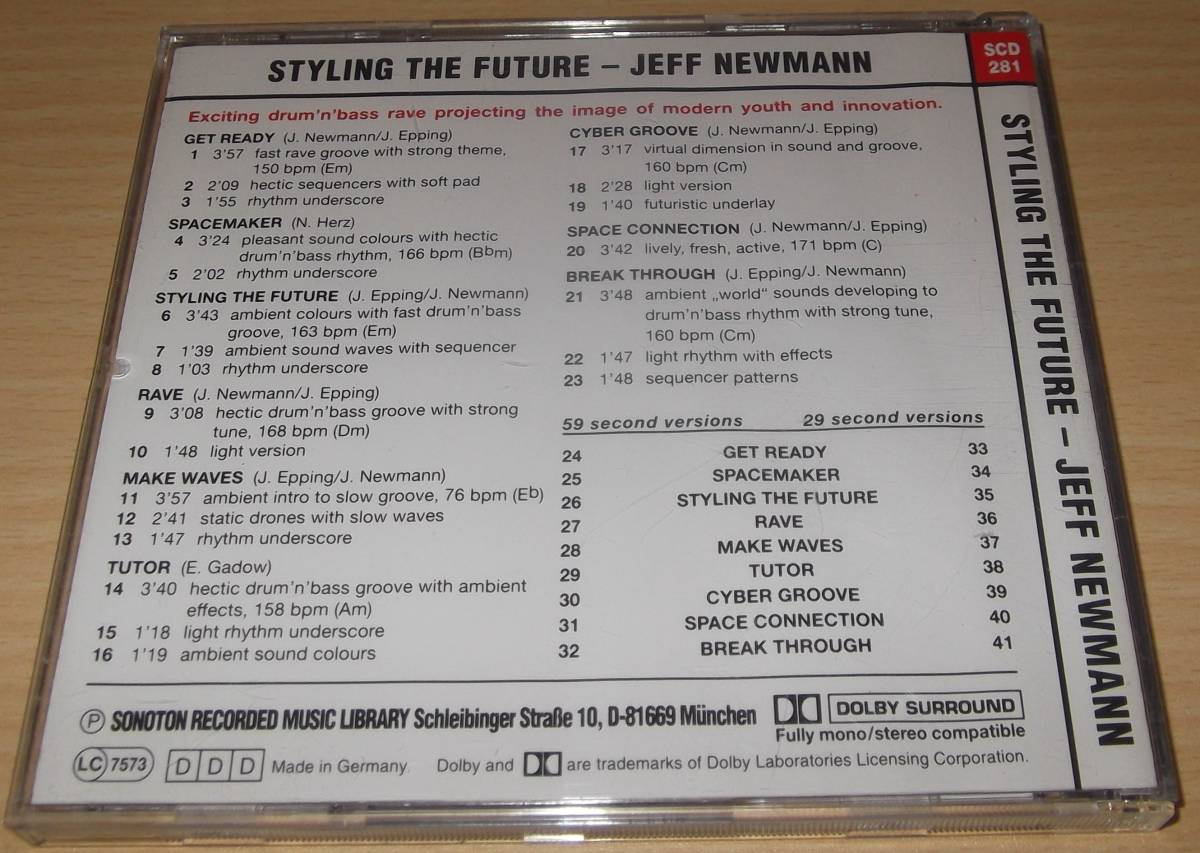 STYLING THE FUTURE – JEFF NEWMANN
SCD
281
Exciting drum'n'bass rave projecting the image of modern youth and innovation.
GET READY (J. Newmann/J. Epping)
1 3'57 fast rave groove with strong theme,
150 bpm (Em)
2 2'09 hectic sequencers with soft pad
3 1'55 rhythm underscore
SPACEMAKER (N. Herz)
4 3'24 pleasant sound colours with hectic
drum'n'bass rhythm, 166 bpm (Bbm)
5 2'02 rhythm underscore
STYLING THE FUTURE (J. Epping/J. Newmann)
6 3'43 ambient colours with fast drum'n'bass
groove, 163 bpm (Em)
7 1'39 ambient sound waves with sequencer
8 1'03 rhythm underscore
RAVE (J. Newmann/J. Epping)
9 3'08 hectic drum'n'bass groove with strong
tune, 168 bpm (Dm)
10 1'48 light version
MAKE WAVES (J. Epping/J. Newmann)
11 3'57 ambient intro to slow groove, 76 bpm (Eb)
12 2'41 static drones with slow waves
13 1'47 rhythm underscore
TUTOR (E. Gadow)
14 3'40 hectic drum'n'bass groove with ambient
effects, 158 bpm (Am)
15 1'18 light rhythm underscore
16 1'19 ambient sound colours
CYBER GROOVE (J. Newmann/J. Epping)
17 3'17 virtual dimension in sound and groove,
160 bpm (Cm)
18 2'28 light version
19 1'40 futuristic underlay
SPACE CONNECTION (J. Newmann/J. Epping)
20 3'42 lively, fresh, active, 171 bpm (C)
BREAK THROUGH (J. Epping/J. Newmann)
21 3'48 ambient „world“ sounds developing to
drum'n'bass rhythm with strong tune,
160 bpm (Cm)
22 1'47 light rhythm with effects
23 1'48 sequencer patterns
59 second versions 29 second versions
24 GET READY 33
25 SPACEMAKER 34
26 STYLING THE FUTURE 35
27 RAVE 36
28 MAKE WAVES 37
29 TUTOR 38
30 CYBER GROOVE 39
31 SPACE CONNECTION 40
32 BREAK THROUGH 41
Ⓟ SONOTON RECORDED MUSIC LIBRARY Schleibinger Straße 10, D-81669 München
DOLBY SURROUND
Fully mono/stereo compatible
LC 7573 D D D Made in Germany. Dolby and are trademarks of Dolby Laboratories Licensing Corporation.
STYLING THE FUTURE – JEFF NEWMANN